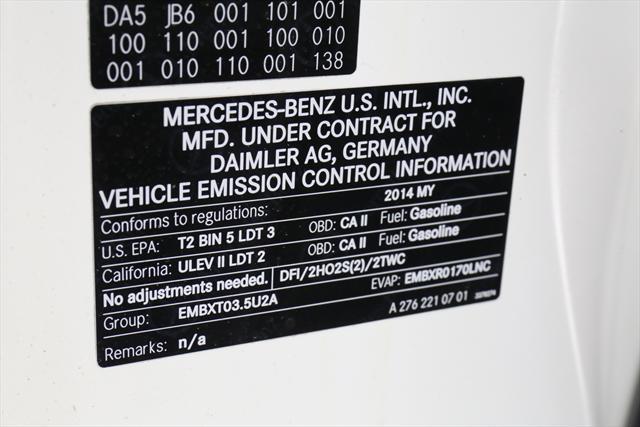 DA5 JB6 001 101 001
100 110 001 100 010
001 010 110 001 138
MERCEDES-BENZ U.S. INTL., INC.
MFD. UNDER CONTRACT FOR
DAIMLER AG, GERMANY
VEHICLE EMISSION CONTROL INFORMATION
Conforms to regulations: 2014 MY
U.S. EPA: T2 BIN 5 LDT 3 OBD: CA II Fuel: Gasoline
California: ULEV II LDT 2 OBD: CA II Fuel: Gasoline
No adjustments needed. DFI/2HO2S(2)/2TWC
Group: EMBXT03.5U2A EVAP: EMBXR0170LNC
Remarks: n/a A 276 221 07 01